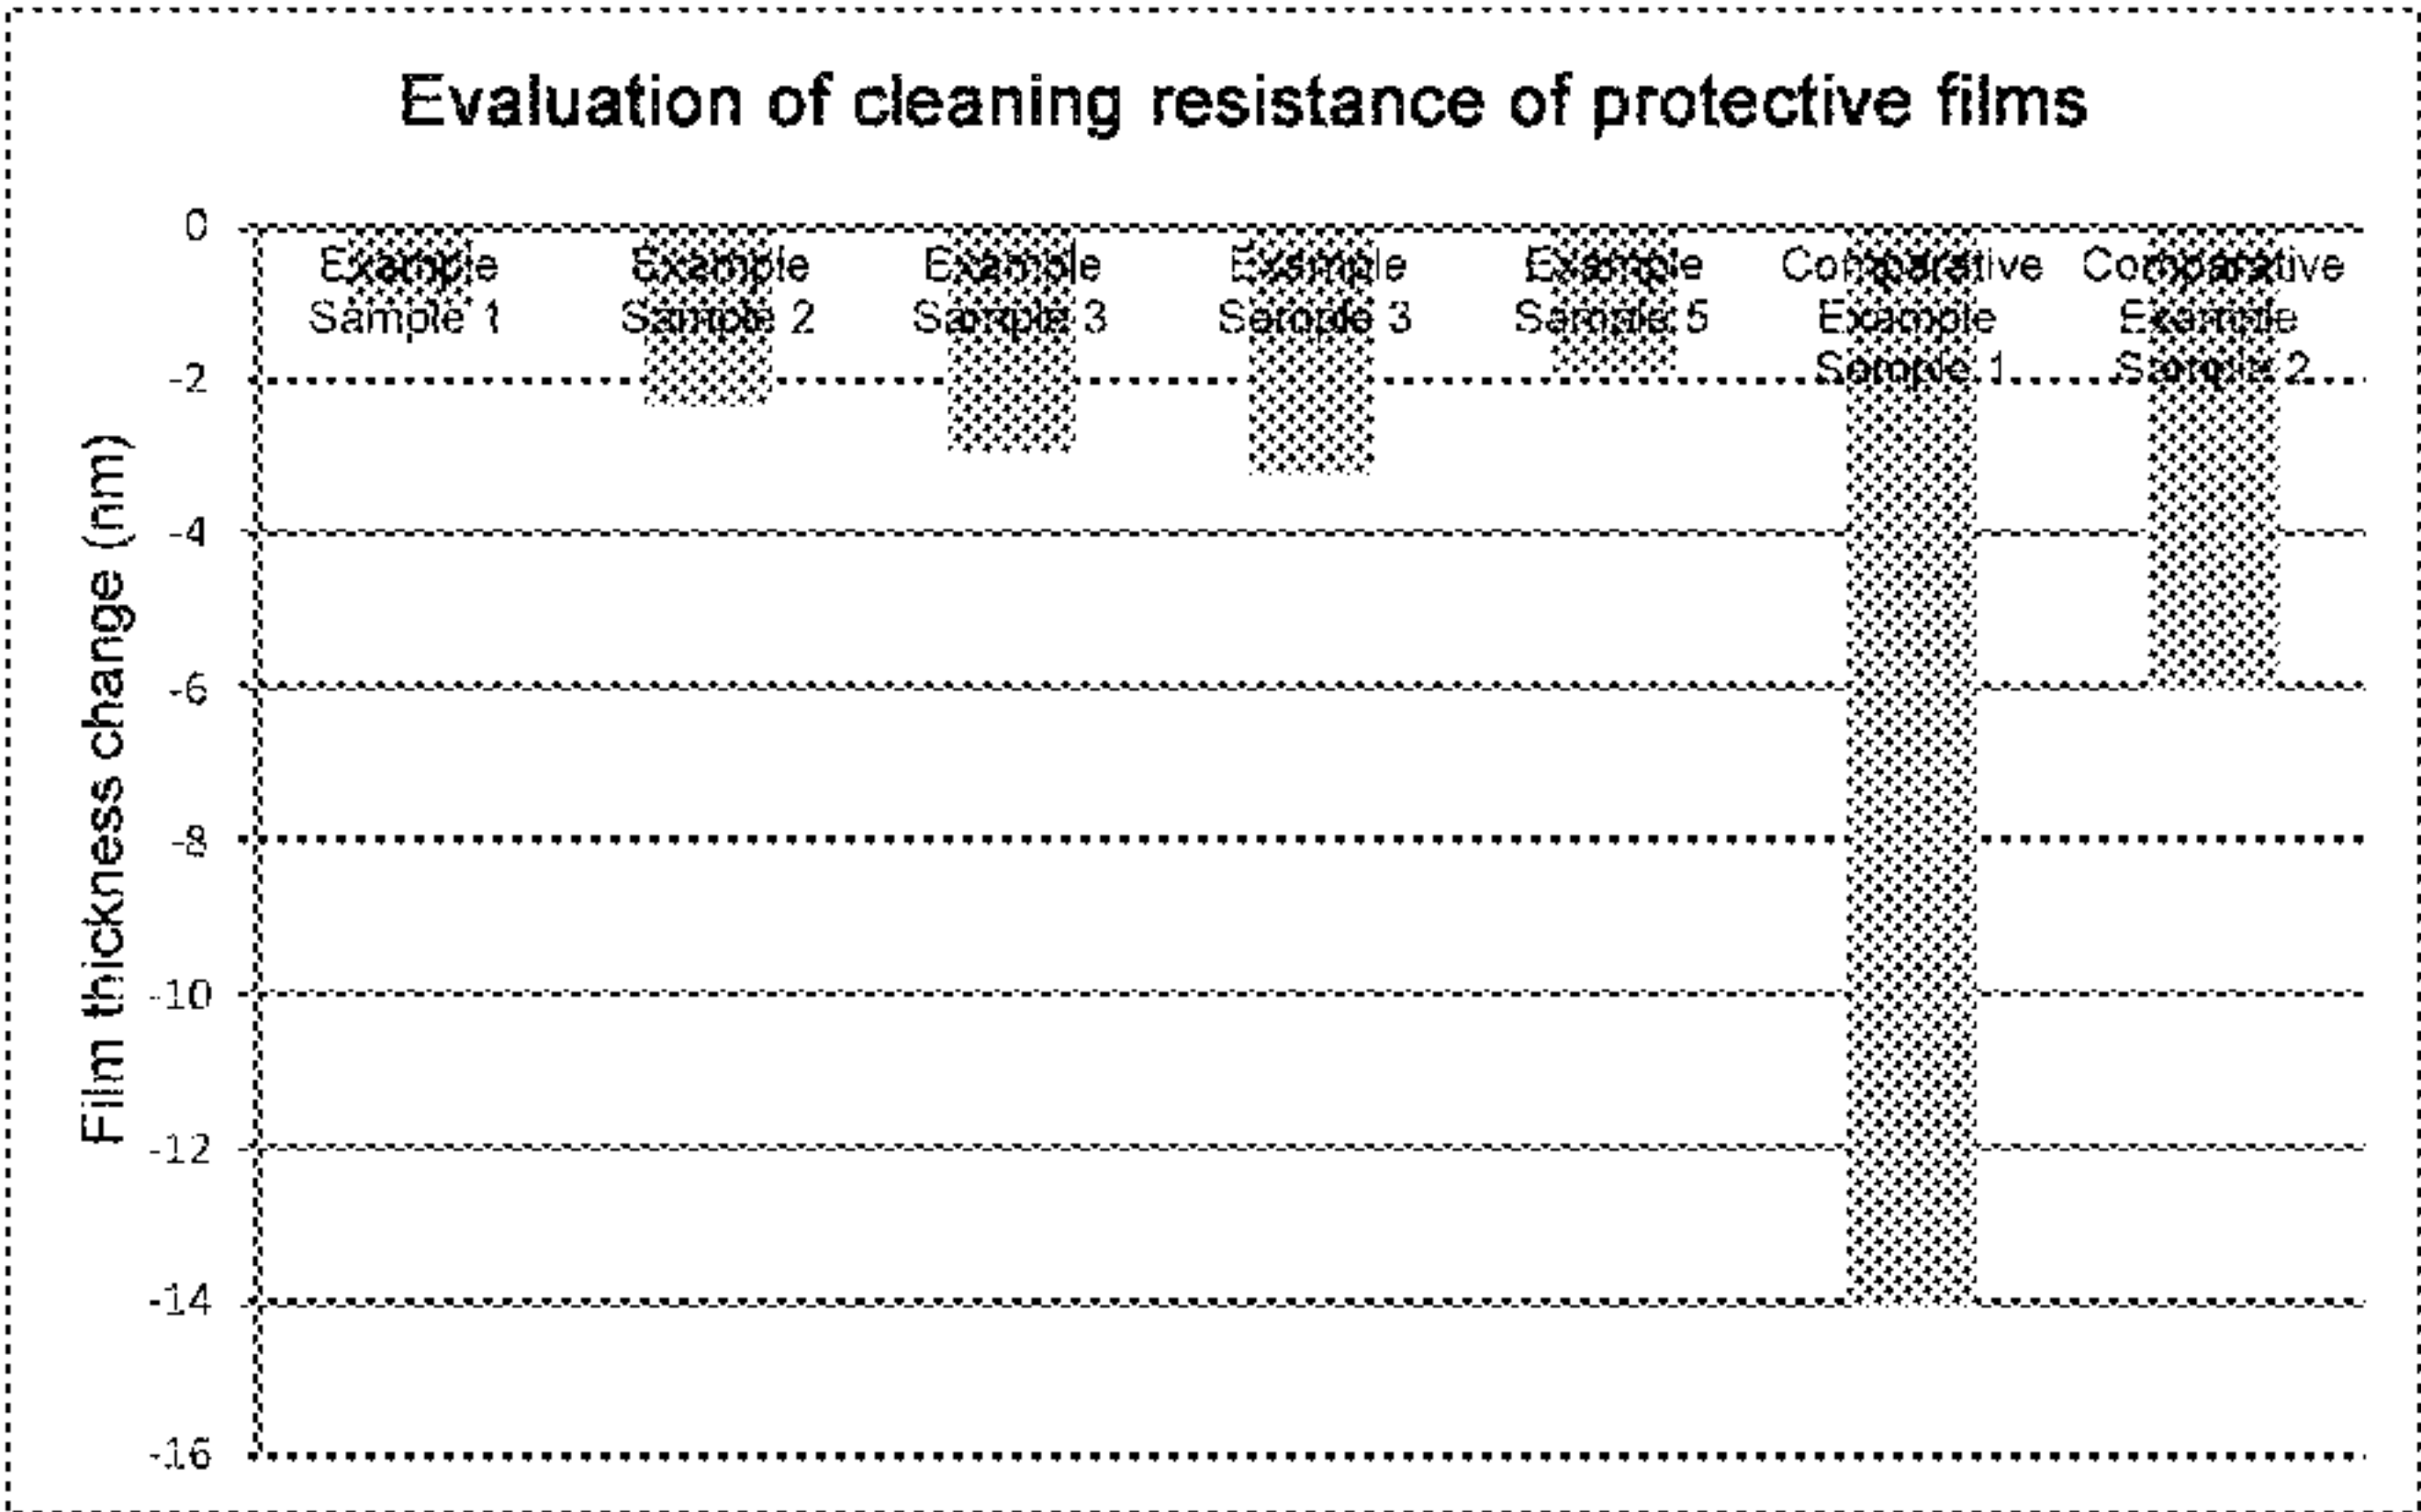 Evaluation of cleaning resistance of protective films
Film thickness change (nm)
0
-2
-4
-6
-8
-10
-12
-14
-16
Example
Sample 1
Example
Sample 2
Example
Sample 3
Example
Sample 3
Example
Sample 5
Comparative
Example
Sample 1
Comparative
Example
Sample 2